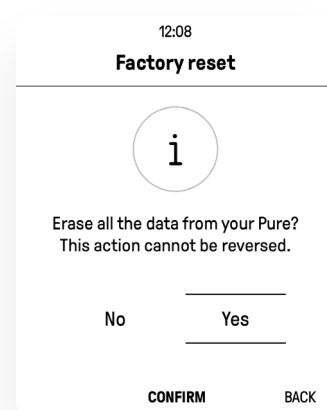 12:08
Factory reset
i
Erase all the data from your Pure?
This action cannot be reversed.
No Yes
CONFIRM BACK